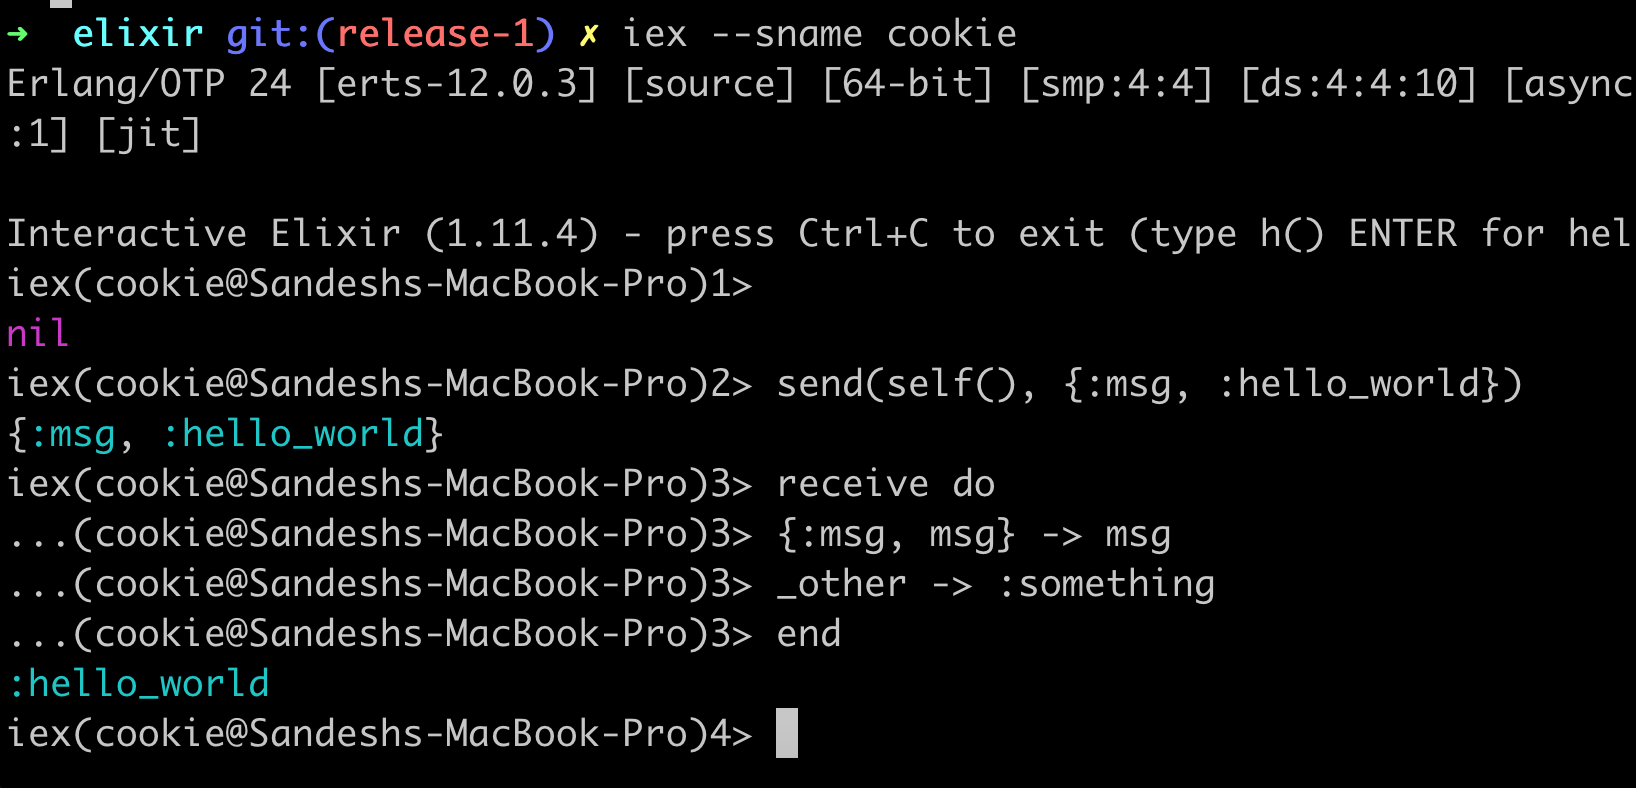 ➜  elixir git:(release-1) ✗ iex --sname cookie
Erlang/OTP 24 [erts-12.0.3] [source] [64-bit] [smp:4:4] [ds:4:4:10] [async
:1] [jit]
Interactive Elixir (1.11.4) - press Ctrl+C to exit (type h() ENTER for hel
iex(cookie@Sandeshs-MacBook-Pro)1>
nil
iex(cookie@Sandeshs-MacBook-Pro)2> send(self(), {:msg, :hello_world})
{:msg, :hello_world}
iex(cookie@Sandeshs-MacBook-Pro)3> receive do
...(cookie@Sandeshs-MacBook-Pro)3> {:msg, msg} -> msg
...(cookie@Sandeshs-MacBook-Pro)3> _other -> :something
...(cookie@Sandeshs-MacBook-Pro)3> end
:hello_world
iex(cookie@Sandeshs-MacBook-Pro)4>